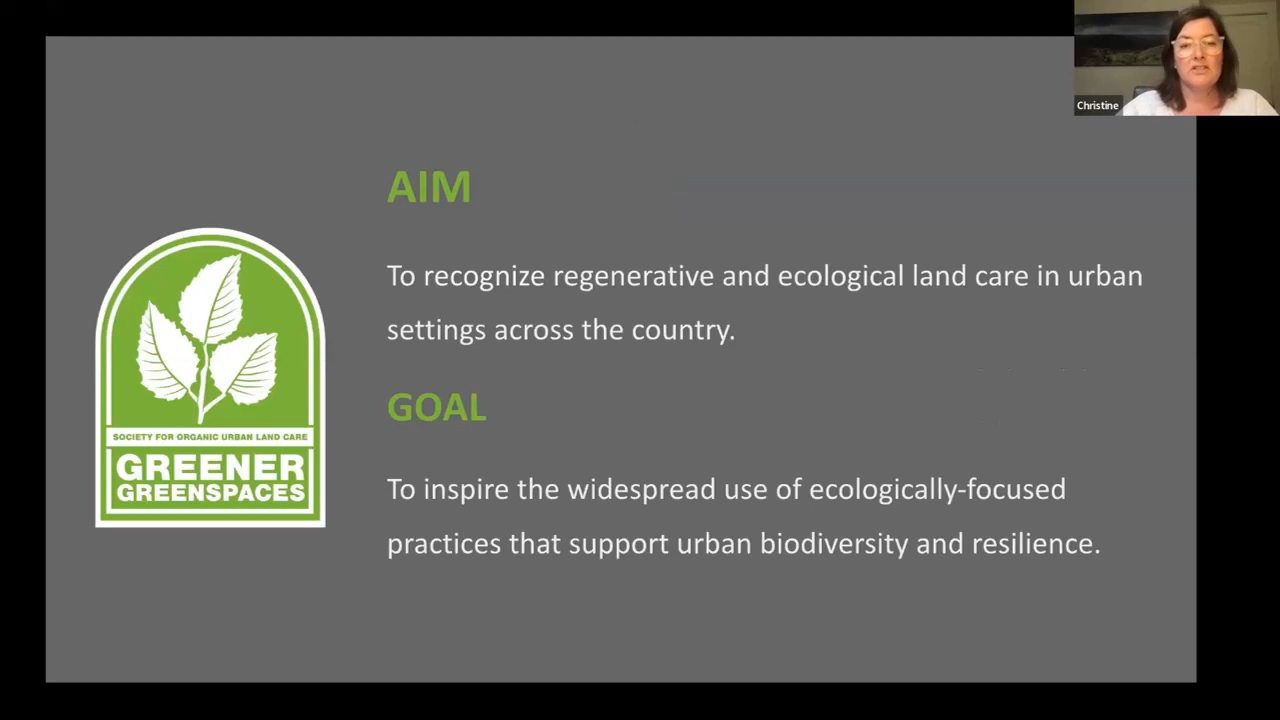 Christine
AIM
To recognize regenerative and ecological land care in urban
settings across the country.
GOAL
To inspire the widespread use of ecologically-focused
practices that support urban biodiversity and resilience.
SOCIETY FOR ORGANIC URBAN LAND CARE
GREENER
GREENSPACES